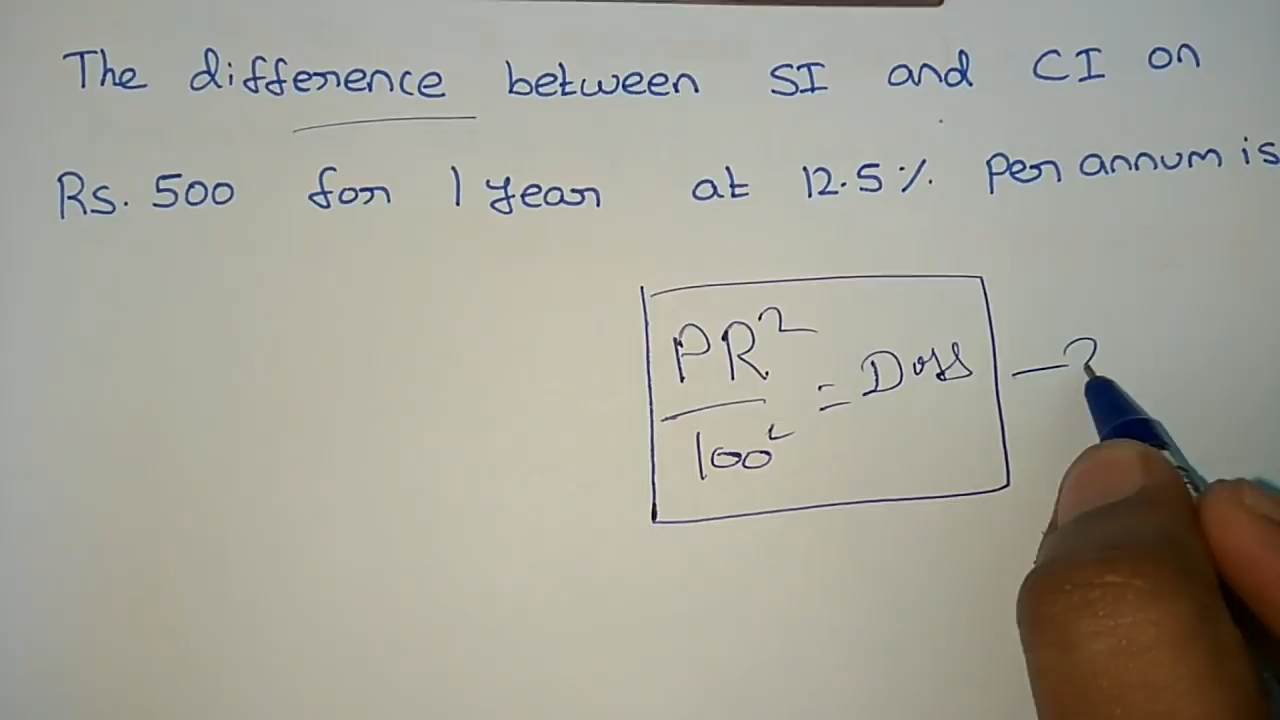 The difference between SI and CI on
Rs. 500 for 1 year at 12.5% per annum is
PR²
= Diff — 2
100²